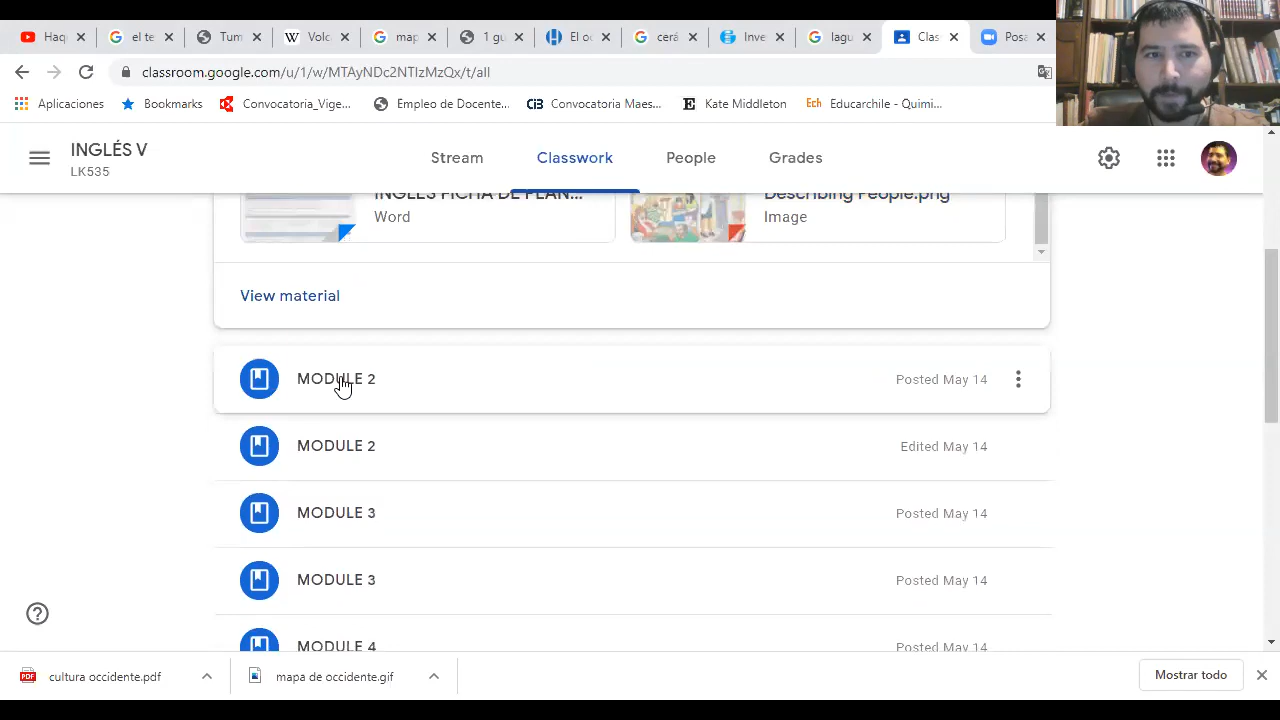 Haq
el te
Tum
Volc
map
1 gu
El oc
cerá
Inve
lagu
Clas
Posa
classroom.google.com/u/1/w/MTAyNDc2NTIzMzQx/t/all
Aplicaciones
Bookmarks
Convocatoria_Vige...
Empleo de Docente...
Convocatoria Maes...
Kate Middleton
Educarchile - Quimi...
INGLÉS V
LK535
Stream
Classwork
People
Grades
INGLÉS FICHA DE PLAN...
Word
Describing People.png
Image
View material
MODULE 2
Posted May 14
MODULE 2
Edited May 14
MODULE 3
Posted May 14
MODULE 3
Posted May 14
MODULE 4
Posted May 14
cultura occidente.pdf
mapa de occidente.gif
Mostrar todo